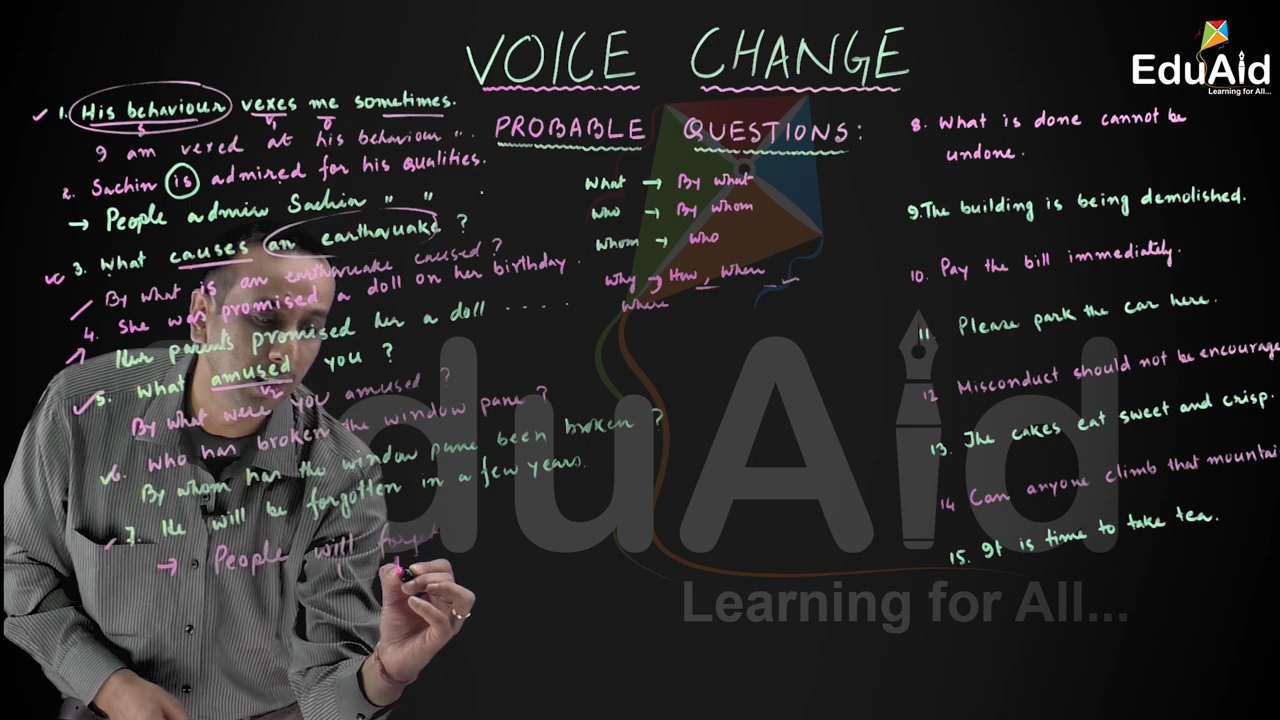 VOICE CHANGE
EduAid
Learning for All...
PROBABLE QUESTIONS:
1. His behaviour vexes me sometimes.
s v o
I am vexed at his behaviour "..
2. Sachin is admired for his qualities.
→ People admire Sachin " " .
3. What causes an earthquake ?
By what is an earthquake caused ?
4. She was promised a doll on her birthday.
Her parents promised her a doll .....
5. What amused you ?
V2
By what were you amused ?
6. Who has broken the window pane ?
By whom has the window pane been broken ?
7. He will be forgotten in a few years.
→ People will forget
What → By what
Who → By whom
Whom → Who
Why → How, When
Where
8. What is done cannot be
undone.
9. The building is being demolished.
10. Pay the bill immediately.
11. Please park the car here.
12 Misconduct should not be encourage
13. The cakes eat sweet and crisp.
14 Can anyone climb that mountai
15. It is time to take tea.
duAid
Learning for All...